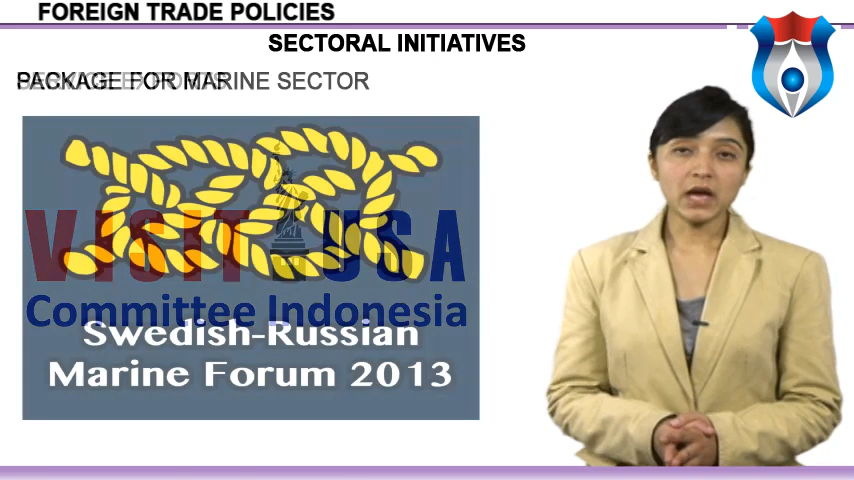 FOREIGN TRADE POLICIES
SECTORAL INITIATIVES
PACKAGE FOR MARINE SECTOR
VISIT USA
Committee Indonesia
Swedish-Russian
Marine Forum 2013